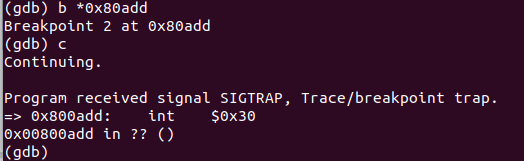 (gdb) b *0x80add
Breakpoint 2 at 0x80add
(gdb) c
Continuing.
Program received signal SIGTRAP, Trace/breakpoint trap.
=> 0x800add:    int    $0x30
0x00800add in ?? ()
(gdb)